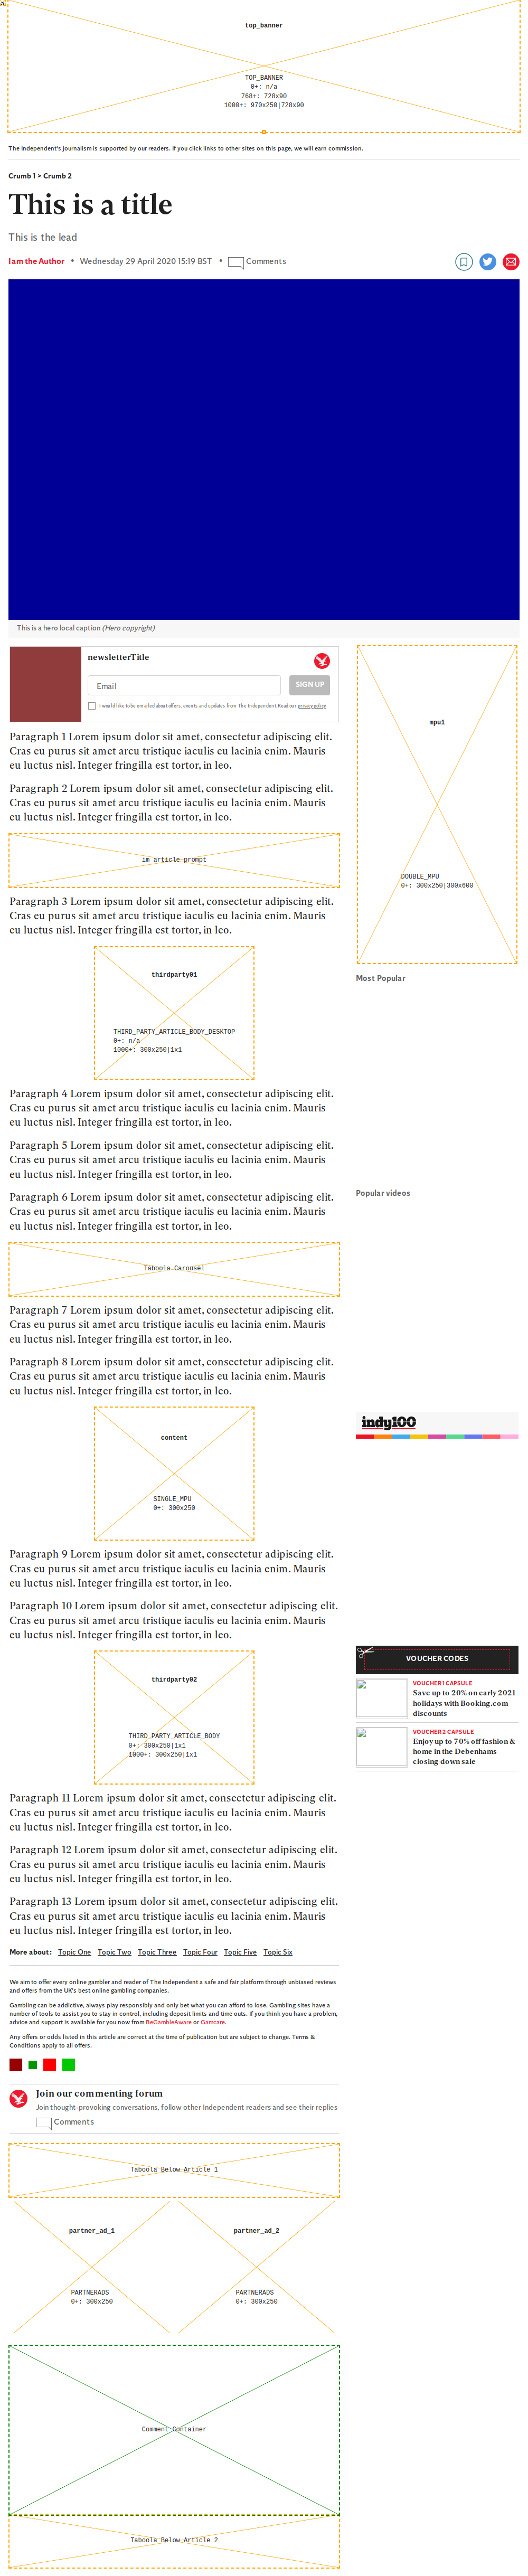 top_banner
TOP_BANNER
0+: n/a
768+: 728x90
1000+: 970x250|728x90
The Independent's journalism is supported by our readers. If you click links to other sites on this page, we will earn commission.
Crumb 1 > Crumb 2
This is a title
This is the lead
I am the Author • Wednesday 29 April 2020 15:19 BST • Comments
This is a hero local caption (Hero copyright)
newsletterTitle
Email
SIGN UP
I would like to be emailed about offers, events and updates from The Independent. Read our privacy policy
Paragraph 1 Lorem ipsum dolor sit amet, consectetur adipiscing elit.
Cras eu purus sit amet arcu tristique iaculis eu lacinia enim. Mauris
eu luctus nisl. Integer fringilla est tortor, in leo.
Paragraph 2 Lorem ipsum dolor sit amet, consectetur adipiscing elit.
Cras eu purus sit amet arcu tristique iaculis eu lacinia enim. Mauris
eu luctus nisl. Integer fringilla est tortor, in leo.
im article prompt
Paragraph 3 Lorem ipsum dolor sit amet, consectetur adipiscing elit.
Cras eu purus sit amet arcu tristique iaculis eu lacinia enim. Mauris
eu luctus nisl. Integer fringilla est tortor, in leo.
thirdparty01
THIRD_PARTY_ARTICLE_BODY_DESKTOP
0+: n/a
1000+: 300x250|1x1
Paragraph 4 Lorem ipsum dolor sit amet, consectetur adipiscing elit.
Cras eu purus sit amet arcu tristique iaculis eu lacinia enim. Mauris
eu luctus nisl. Integer fringilla est tortor, in leo.
Paragraph 5 Lorem ipsum dolor sit amet, consectetur adipiscing elit.
Cras eu purus sit amet arcu tristique iaculis eu lacinia enim. Mauris
eu luctus nisl. Integer fringilla est tortor, in leo.
Paragraph 6 Lorem ipsum dolor sit amet, consectetur adipiscing elit.
Cras eu purus sit amet arcu tristique iaculis eu lacinia enim. Mauris
eu luctus nisl. Integer fringilla est tortor, in leo.
Taboola Carousel
Paragraph 7 Lorem ipsum dolor sit amet, consectetur adipiscing elit.
Cras eu purus sit amet arcu tristique iaculis eu lacinia enim. Mauris
eu luctus nisl. Integer fringilla est tortor, in leo.
Paragraph 8 Lorem ipsum dolor sit amet, consectetur adipiscing elit.
Cras eu purus sit amet arcu tristique iaculis eu lacinia enim. Mauris
eu luctus nisl. Integer fringilla est tortor, in leo.
content
SINGLE_MPU
0+: 300x250
Paragraph 9 Lorem ipsum dolor sit amet, consectetur adipiscing elit.
Cras eu purus sit amet arcu tristique iaculis eu lacinia enim. Mauris
eu luctus nisl. Integer fringilla est tortor, in leo.
Paragraph 10 Lorem ipsum dolor sit amet, consectetur adipiscing elit.
Cras eu purus sit amet arcu tristique iaculis eu lacinia enim. Mauris
eu luctus nisl. Integer fringilla est tortor, in leo.
thirdparty02
THIRD_PARTY_ARTICLE_BODY
0+: 300x250|1x1
1000+: 300x250|1x1
Paragraph 11 Lorem ipsum dolor sit amet, consectetur adipiscing elit.
Cras eu purus sit amet arcu tristique iaculis eu lacinia enim. Mauris
eu luctus nisl. Integer fringilla est tortor, in leo.
Paragraph 12 Lorem ipsum dolor sit amet, consectetur adipiscing elit.
Cras eu purus sit amet arcu tristique iaculis eu lacinia enim. Mauris
eu luctus nisl. Integer fringilla est tortor, in leo.
Paragraph 13 Lorem ipsum dolor sit amet, consectetur adipiscing elit.
Cras eu purus sit amet arcu tristique iaculis eu lacinia enim. Mauris
eu luctus nisl. Integer fringilla est tortor, in leo.
More about: Topic One Topic Two Topic Three Topic Four Topic Five Topic Six
We aim to offer every online gambler and reader of The Independent a safe and fair platform through unbiased reviews
and offers from the UK's best online gambling companies.
Gambling can be addictive, always play responsibly and only bet what you can afford to lose. Gambling sites have a
number of tools to assist you to stay in control, including deposit limits and time outs. If you think you have a problem,
advice and support is available for you now from BeGambleAware or Gamcare.
Any offers or odds listed in this article are correct at the time of publication but are subject to change. Terms &
Conditions apply to all offers.
Join our commenting forum
Join thought-provoking conversations, follow other Independent readers and see their replies
Comments
Taboola Below Article 1
partner_ad_1
PARTNERADS
0+: 300x250
partner_ad_2
PARTNERADS
0+: 300x250
Comment Container
Taboola Below Article 2
mpu1
DOUBLE_MPU
0+: 300x250|300x600
Most Popular
Popular videos
indy100
VOUCHER CODES
VOUCHER 1 CAPSULE
Save up to 20% on early 2021
holidays with Booking.com
discounts
VOUCHER 2 CAPSULE
Enjoy up to 70% off fashion &
home in the Debenhams
closing down sale